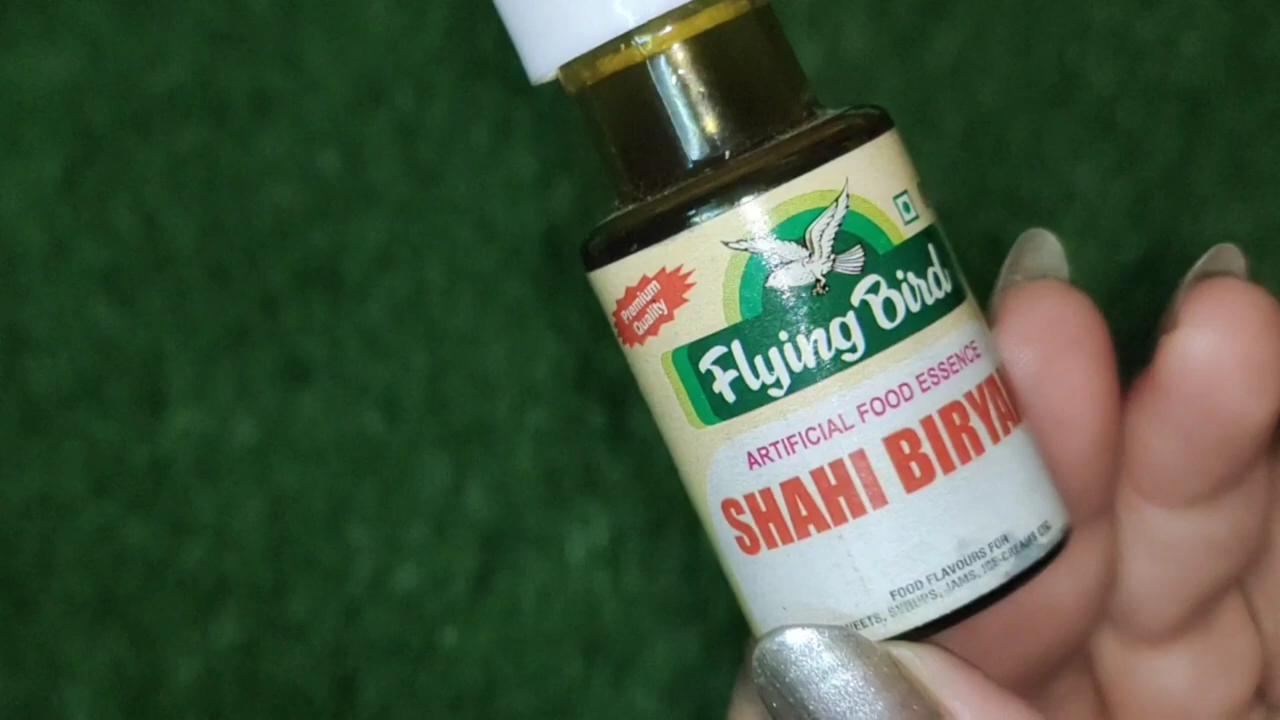 Premium
Quality
Flying Bird
ARTIFICIAL FOOD ESSENCE
SHAHI BIRYA
FOOD FLAVOURS FOR
SYRUPS, JAMS, ICE-CREAMS ETC.